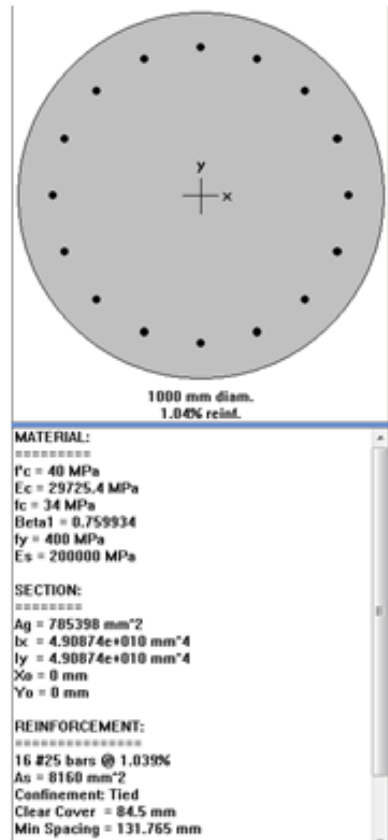 y
x
1000 mm diam.
1.04% reinf.
MATERIAL:
=========
f'c = 40 MPa
Ec = 29725.4 MPa
fc = 34 MPa
Beta1 = 0.759934
fy = 400 MPa
Es = 200000 MPa
SECTION:
========
Ag = 785398 mm^2
Ix = 4.90874e+010 mm^4
Iy = 4.90874e+010 mm^4
Xo = 0 mm
Yo = 0 mm
REINFORCEMENT:
==============
16 #25 bars @ 1.039%
As = 8160 mm^2
Confinement: Tied
Clear Cover = 84.5 mm
Min Spacing = 131.765 mm